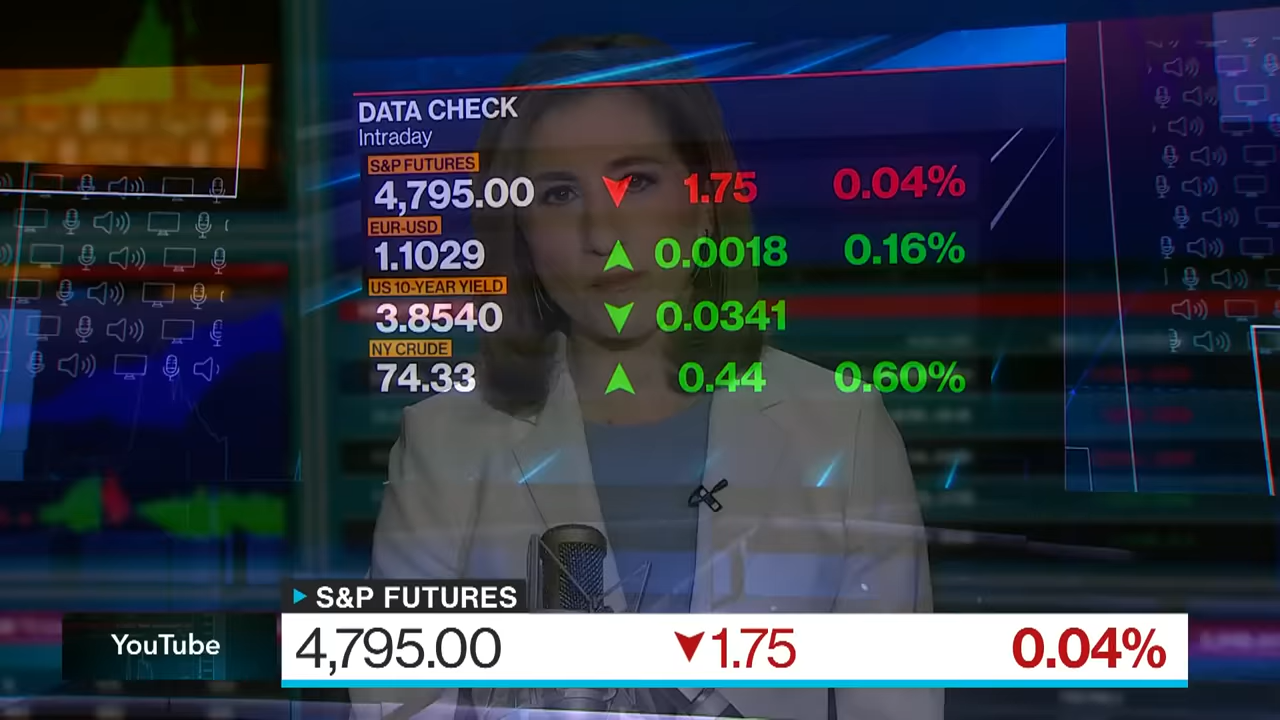 DATA CHECK
Intraday
S&P FUTURES
4,795.00 1.75 0.04%
EUR-USD
1.1029 0.0018 0.16%
US 10-YEAR YIELD
3.8540 0.0341
NY CRUDE
74.33 0.44 0.60%
S&P FUTURES
YouTube
4,795.00 1.75 0.04%